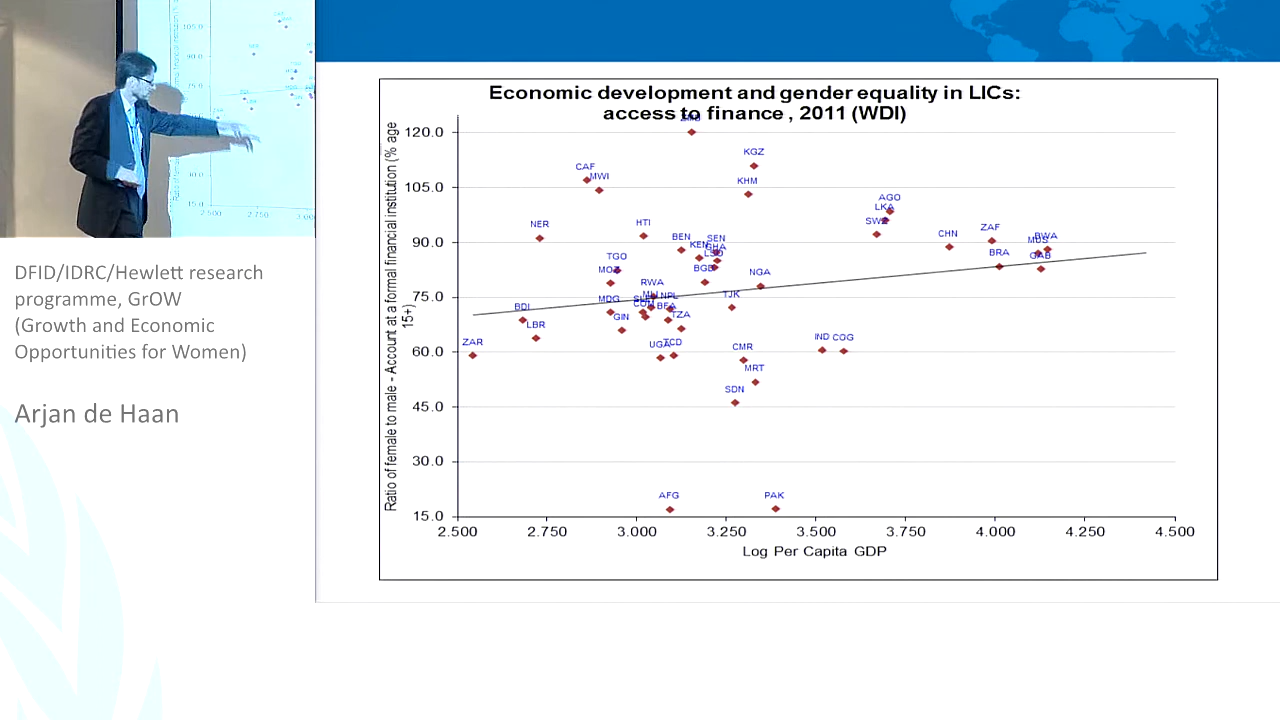 DFID/IDRC/Hewlett research
programme, GrOW
(Growth and Economic
Opportunities for Women)
Arjan de Haan
Economic development and gender equality in LICs:
access to finance , 2011 (WDI)
Ratio of female to male - Account at a formal financial institution (% age
15+)
120.0
105.0
90.0
75.0
60.0
45.0
30.0
15.0
2.500 2.750 3.000 3.250 3.500 3.750 4.000 4.250 4.500
Log Per Capita GDP
KGZ
CAF
MWI
KHM
AGO
LKA
NER
HTI
SWZ
CHN
ZAF
BWA
MUS
BEN
SEN
KEN
GHA
LSO
BRA
GAB
TGO
MOZ
BGD
NGA
RWA
MLI
NPL
TJK
MDG
BFA
BDI
GIN
TZA
LBR
ZAR
UGA
TCD
CMR
IND
COG
MRT
SDN
AFG
PAK